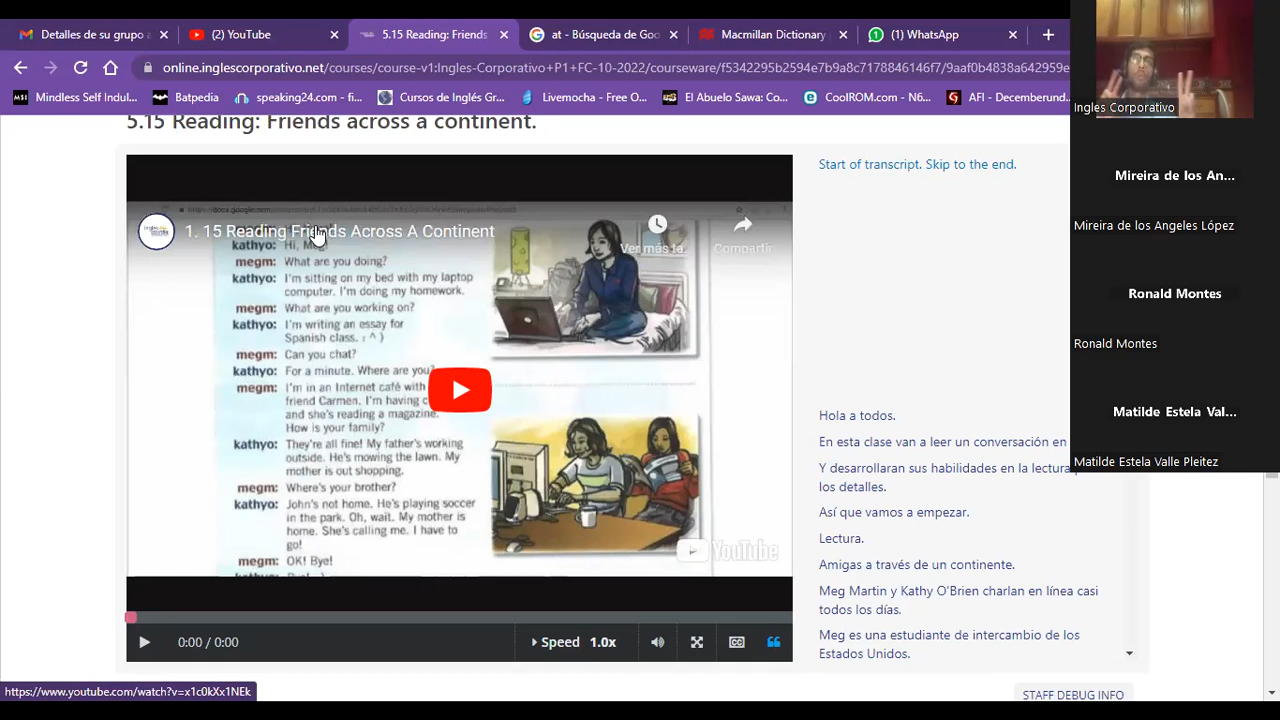 Detalles de su grupo a
(2) YouTube
5.15 Reading: Friends
at - Búsqueda de Goo
Macmillan Dictionary
(1) WhatsApp
online.inglescorporativo.net/courses/course-v1:Ingles-Corporativo+P1+FC-10-2022/courseware/f5342295b2594e7b9a8c7178846146f7/9aaf0b4838a642959e
Mindless Self Indul...
Batpedia
speaking24.com - fi...
Cursos de Inglés Gr...
Livemocha - Free O...
El Abuelo Sawa: Co...
CoolROM.com - N6...
AFI - Decemberund...
5.15 Reading: Friends across a continent.
1. 15 Reading Friends Across A Continent
Ver más ta...
Compartir
kathyo: Hi,
megm: What are you doing?
kathyo: I'm sitting on my bed with my laptop
computer. I'm doing my homework.
megm: What are you working on?
kathyo: I'm writing an essay for
Spanish class. : ^ )
megm: Can you chat?
kathyo: For a minute. Where are you?
megm: I'm in an Internet café with
friend Carmen. I'm having
and she's reading a magazine.
How is your family?
kathyo: They're all fine! My father's working
outside. He's mowing the lawn. My
mother is out shopping.
megm: Where's your brother?
kathyo: John's not home. He's playing soccer
in the park. Oh, wait. My mother is
home. She's calling me. I have to
go!
megm: OK! Bye!
YouTube
0:00 / 0:00
Speed 1.0x
Start of transcript. Skip to the end.
Hola a todos.
En esta clase van a leer un conversación en
Y desarrollaran sus habilidades en la lectura
los detalles.
Así que vamos a empezar.
Lectura.
Amigas a través de un continente.
Meg Martin y Kathy O'Brien charlan en línea casi
todos los días.
Meg es una estudiante de intercambio de los
Estados Unidos.
STAFF DEBUG INFO
https://www.youtube.com/watch?v=x1c0kXx1NEk
Ingles Corporativo
Mireira de los An...
Mireira de los Angeles López
Ronald Montes
Ronald Montes
Matilde Estela Val...
Matilde Estela Valle Pleitez